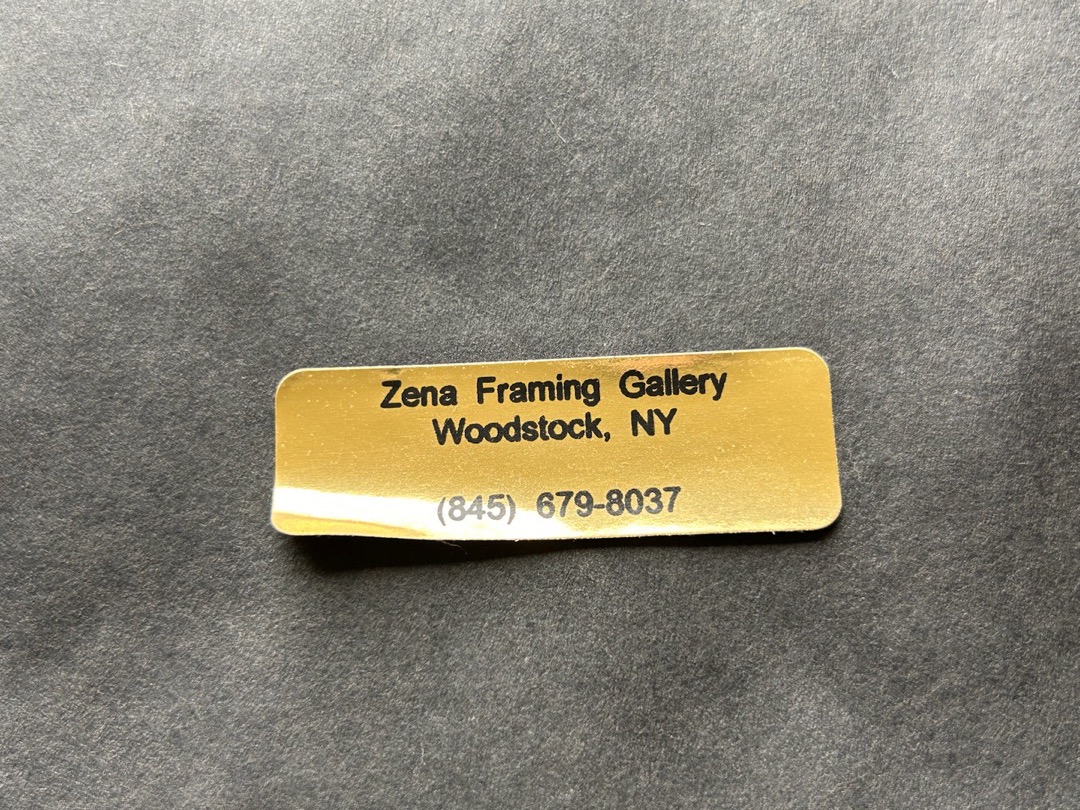 Zena Framing Gallery
Woodstock, NY
(845) 679-8037